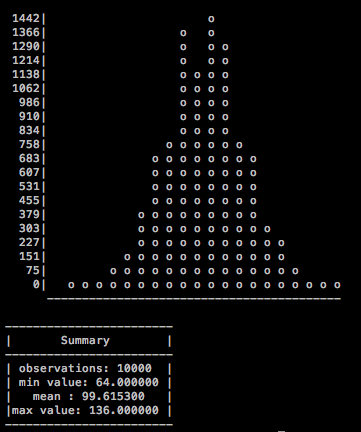 1442| o
1366| o o
1290| o o o
1214| o o o
1138| o o o o
1062| o o o o
986| o o o o
910| o o o o
834| o o o o
758| o o o o o o
683| o o o o o o o o
607| o o o o o o o o
531| o o o o o o o o
455| o o o o o o o o
379| o o o o o o o o o
303| o o o o o o o o o o
227| o o o o o o o o o o o
151| o o o o o o o o o o o o
75| o o o o o o o o o o o o o o
0| o o o o o o o o o o o o o o o o o o o o
| Summary |
| observations: 10000 |
| min value: 64.000000 |
| mean : 99.615300 |
|max value: 136.000000 |